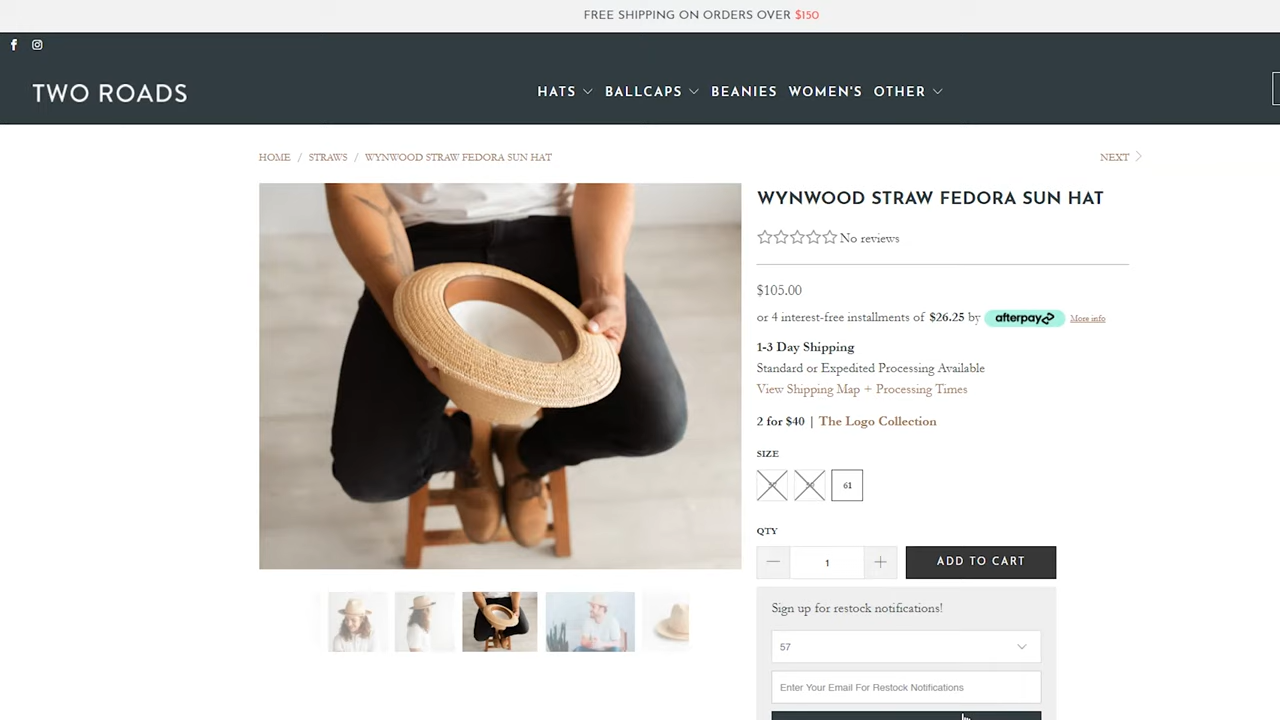 FREE SHIPPING ON ORDERS OVER $150
TWO ROADS
HATS BALLCAPS BEANIES WOMEN'S OTHER
HOME / STRAWS / WYNWOOD STRAW FEDORA SUN HAT
NEXT
WYNWOOD STRAW FEDORA SUN HAT
No reviews
$105.00
or 4 interest-free installments of $26.25 by afterpay More info
1-3 Day Shipping
Standard or Expedited Processing Available
View Shipping Map + Processing Times
2 for $40 | The Logo Collection
SIZE
61
QTY
1
ADD TO CART
Sign up for restock notifications!
57
Enter Your Email For Restock Notifications